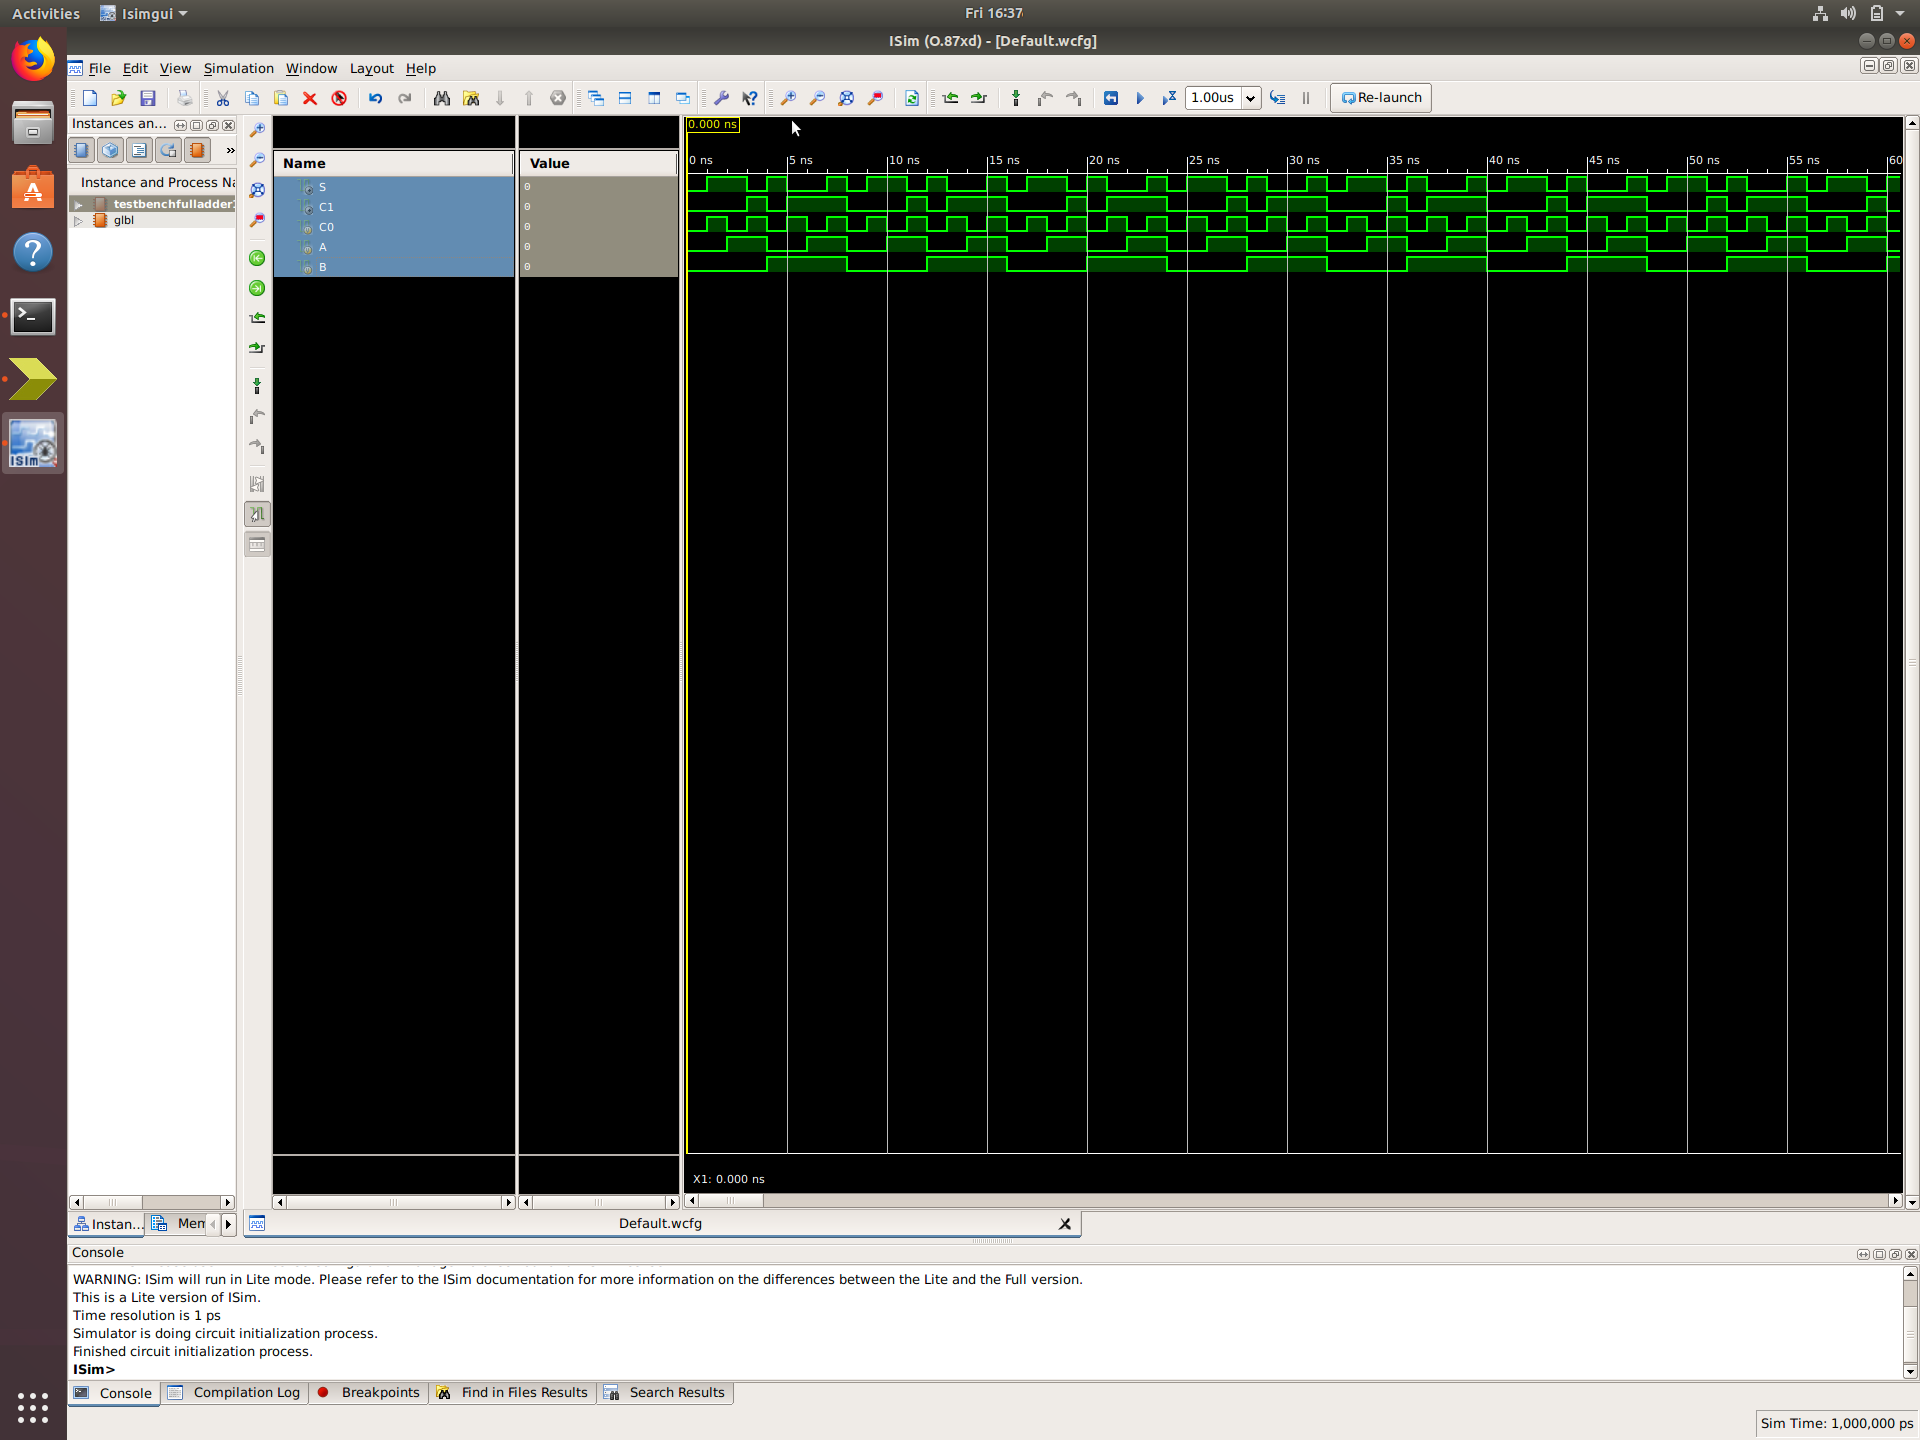 Activities Isimgui Fri 16:37
ISim (O.87xd) - [Default.wcfg]
File Edit View Simulation Window Layout Help
1.00us Re-launch
Instances an...
»
Instance and Process Na
testbenchfulladder1
glbl
Name Value
S 0
C1 0
C0 0
A 0
B 0
0.000 ns
0 ns 5 ns 10 ns 15 ns 20 ns 25 ns 30 ns 35 ns 40 ns 45 ns 50 ns 55 ns 60
X1: 0.000 ns
Instan... Mem
Default.wcfg
Console
WARNING: ISim will run in Lite mode. Please refer to the ISim documentation for more information on the differences between the Lite and the Full version.
This is a Lite version of ISim.
Time resolution is 1 ps
Simulator is doing circuit initialization process.
Finished circuit initialization process.
ISim>
Console Compilation Log Breakpoints Find in Files Results Search Results
Sim Time: 1,000,000 ps
ISim